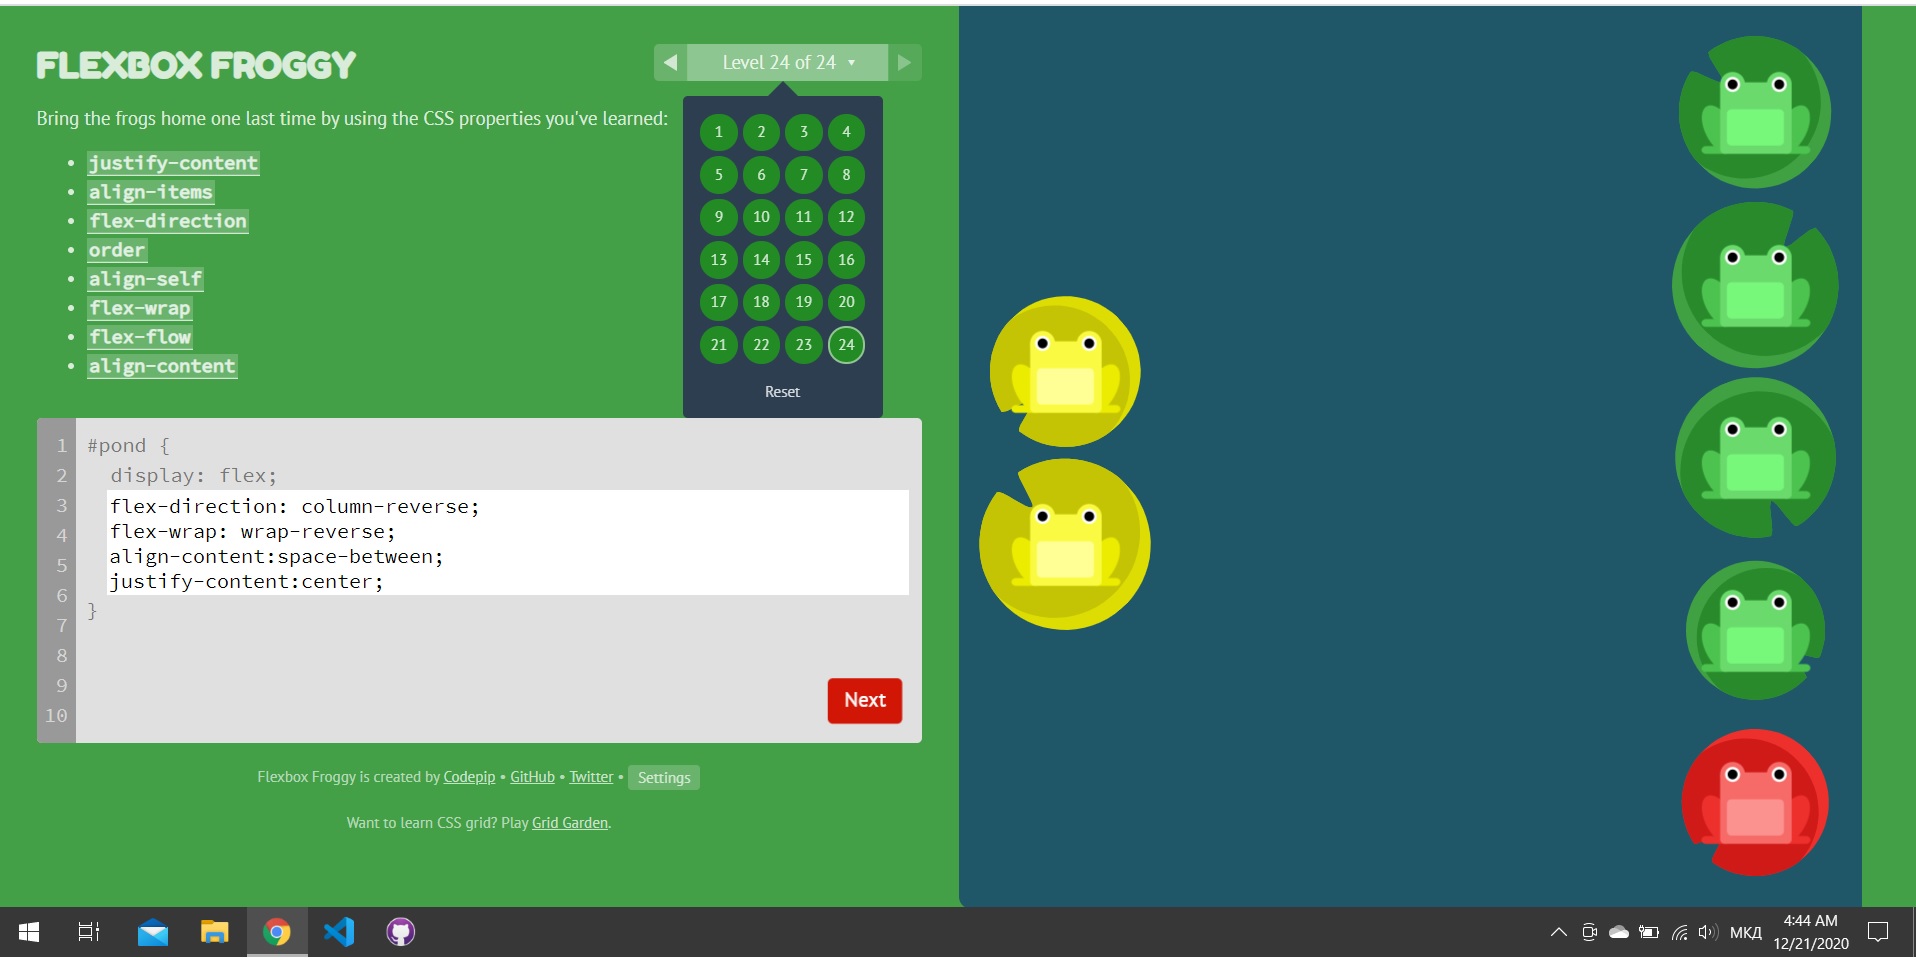 FLEXBOX FROGGY
Level 24 of 24
Bring the frogs home one last time by using the CSS properties you've learned:
justify-content
align-items
flex-direction
order
align-self
flex-wrap
flex-flow
align-content
1 2 3 4
5 6 7 8
9 10 11 12
13 14 15 16
17 18 19 20
21 22 23 24
Reset
1 #pond {
2 display: flex;
3 flex-direction: column-reverse;
4 flex-wrap: wrap-reverse;
5 align-content:space-between;
6 justify-content:center;
7 }
8
9
10
Next
Flexbox Froggy is created by Codepip • GitHub • Twitter • Settings
Want to learn CSS grid? Play Grid Garden.
МКД
4:44 AM
12/21/2020